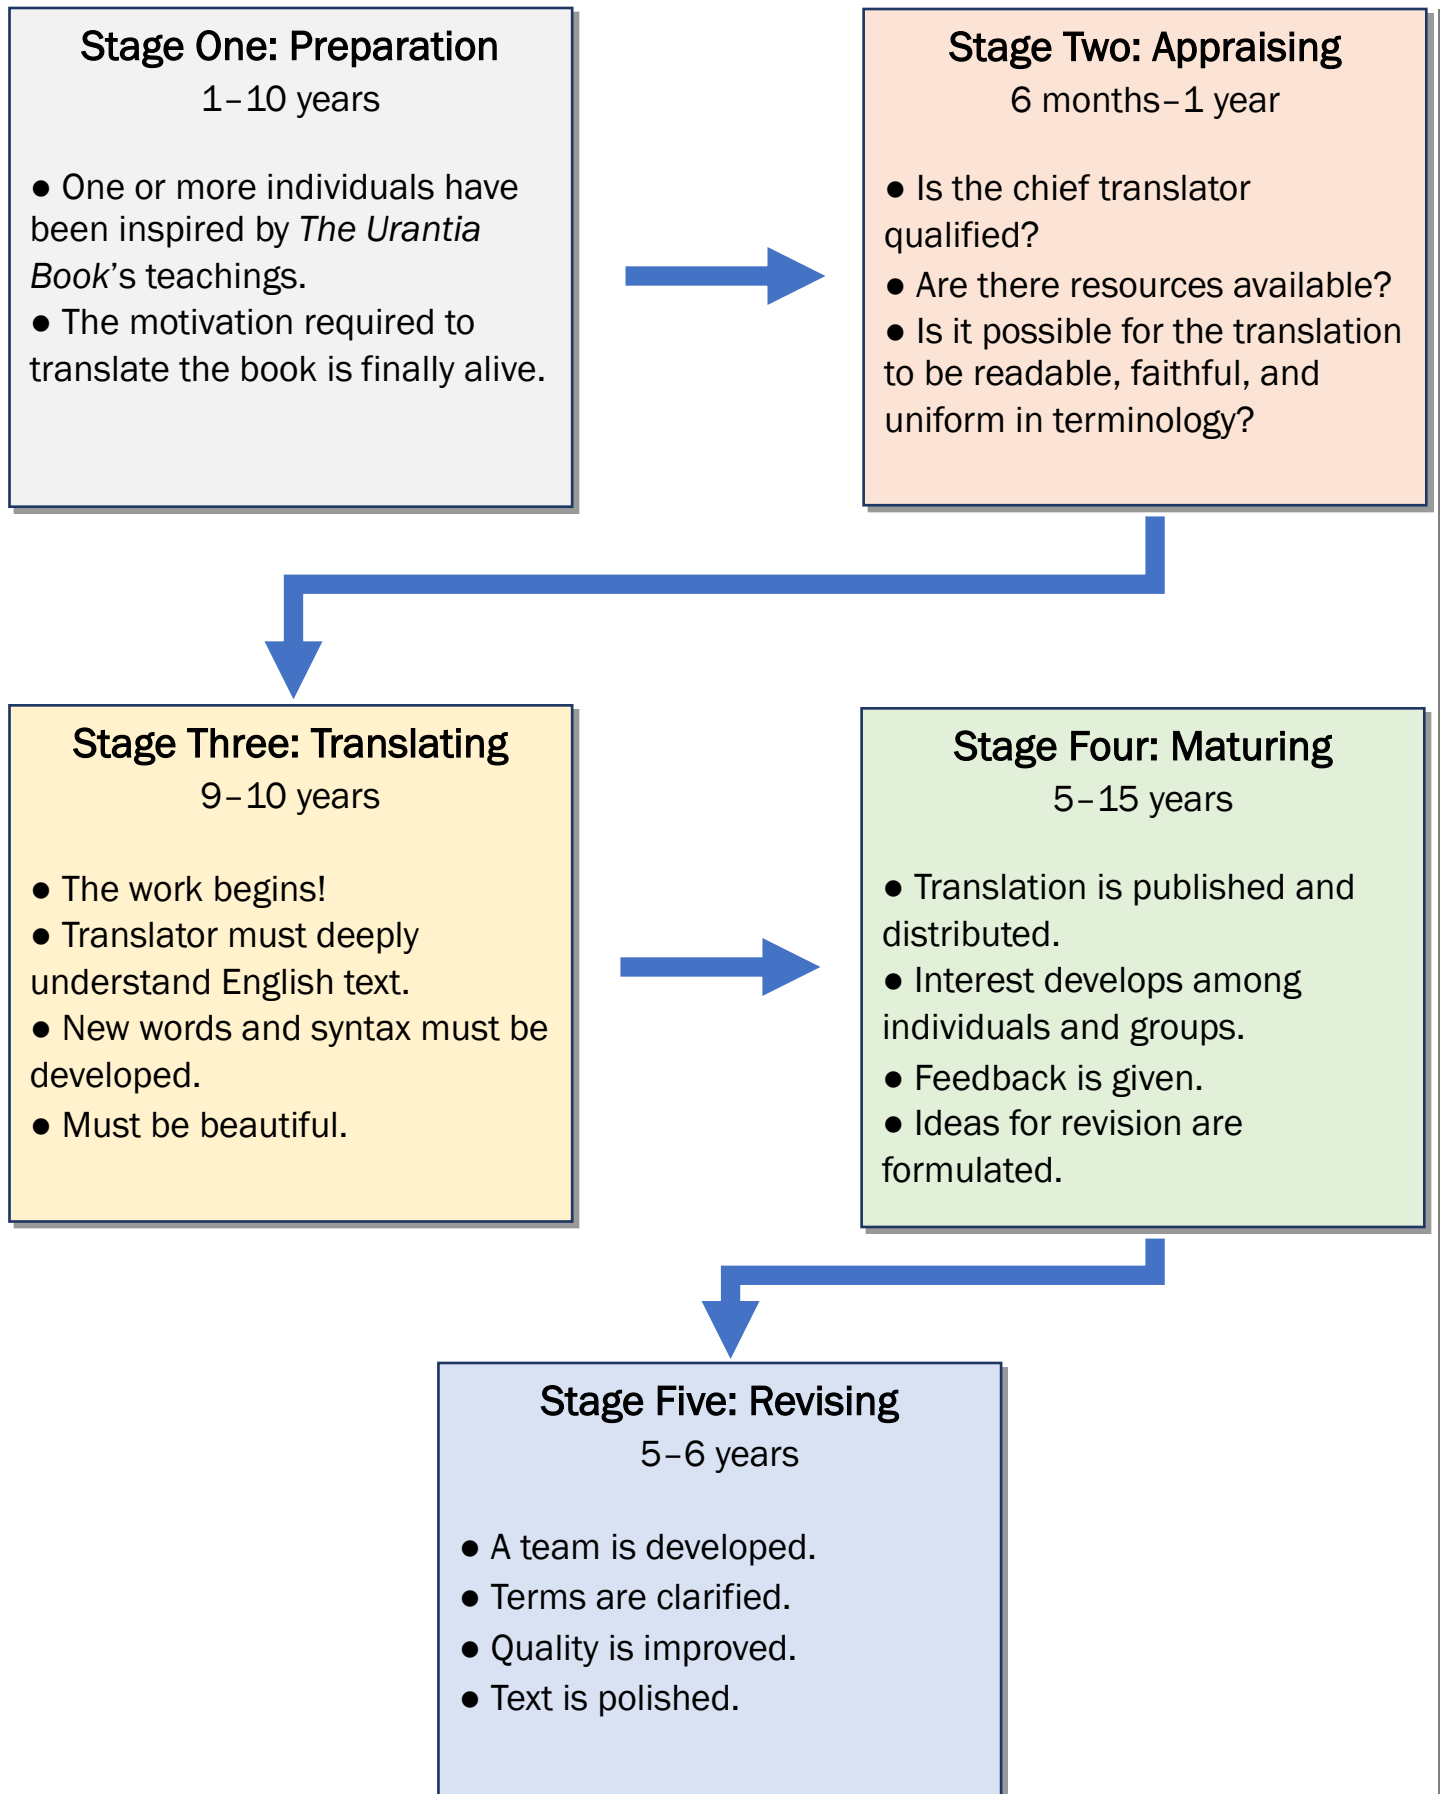 Stage One: Preparation
1–10 years
● One or more individuals have
been inspired by The Urantia
Book’s teachings.
● The motivation required to
translate the book is finally alive.
Stage Two: Appraising
6 months–1 year
● Is the chief translator
qualified?
● Are there resources available?
● Is it possible for the translation
to be readable, faithful, and
uniform in terminology?
Stage Three: Translating
9–10 years
● The work begins!
● Translator must deeply
understand English text.
● New words and syntax must be
developed.
● Must be beautiful.
Stage Four: Maturing
5–15 years
● Translation is published and
distributed.
● Interest develops among
individuals and groups.
● Feedback is given.
● Ideas for revision are
formulated.
Stage Five: Revising
5–6 years
● A team is developed.
● Terms are clarified.
● Quality is improved.
● Text is polished.